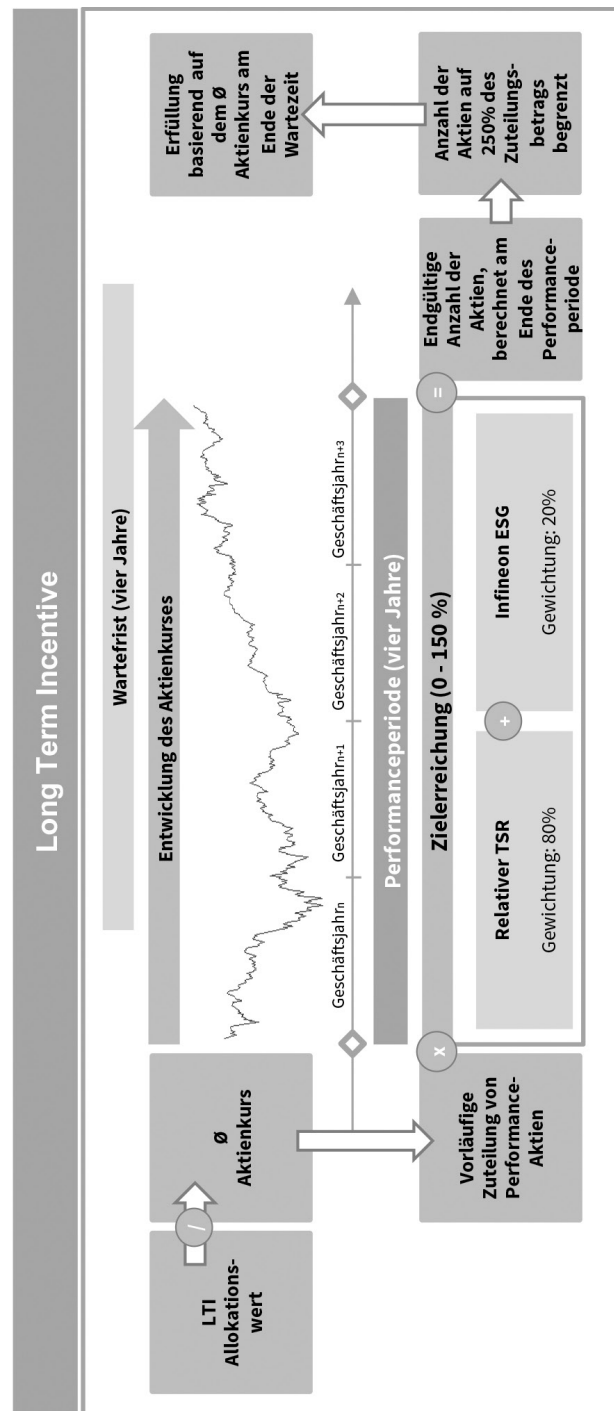 Long Term Incentive
LTI
Allokations-
wert
/
Ø
Aktienkurs
Wartefrist (vier Jahre)
Entwicklung des Aktienkurses
Geschäftsjahrn
Geschäftsjahrn+1
Geschäftsjahrn+2
Geschäftsjahrn+3
Performanceperiode (vier Jahre)
Vorläufige
Zuteilung von
Performance-
Aktien
x
Zielerreichung (0 - 150 %)
=
Relativer TSR
Gewichtung: 80%
+
Infineon ESG
Gewichtung: 20%
Endgültige
Anzahl der
Aktien,
berechnet am
Ende des
Performance-
periode
Anzahl der
Aktien auf
250% des
Zuteilungs-
betrags
begrenzt
Erfüllung
basierend auf
dem Ø
Aktienkurs am
Ende der
Wartezeit